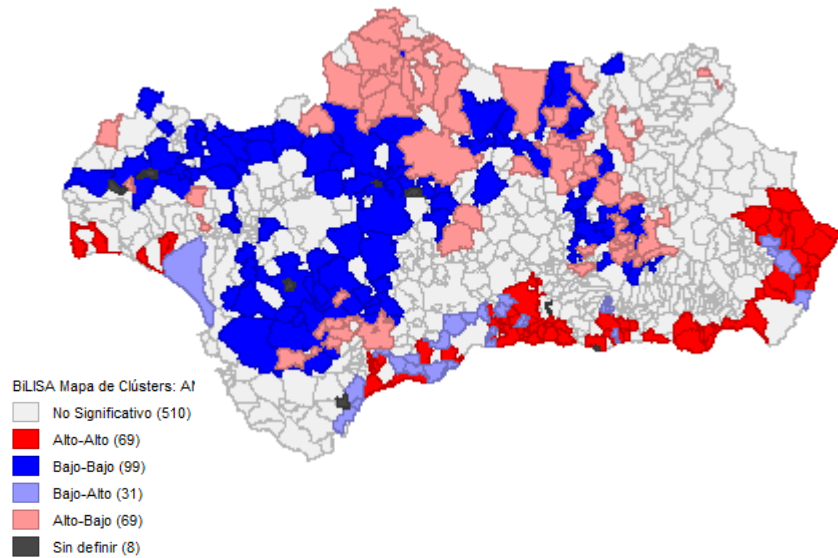 BiLISA Mapa de Clústers: AN
No Significativo (510)
Alto-Alto (69)
Bajo-Bajo (99)
Bajo-Alto (31)
Alto-Bajo (69)
Sin definir (8)